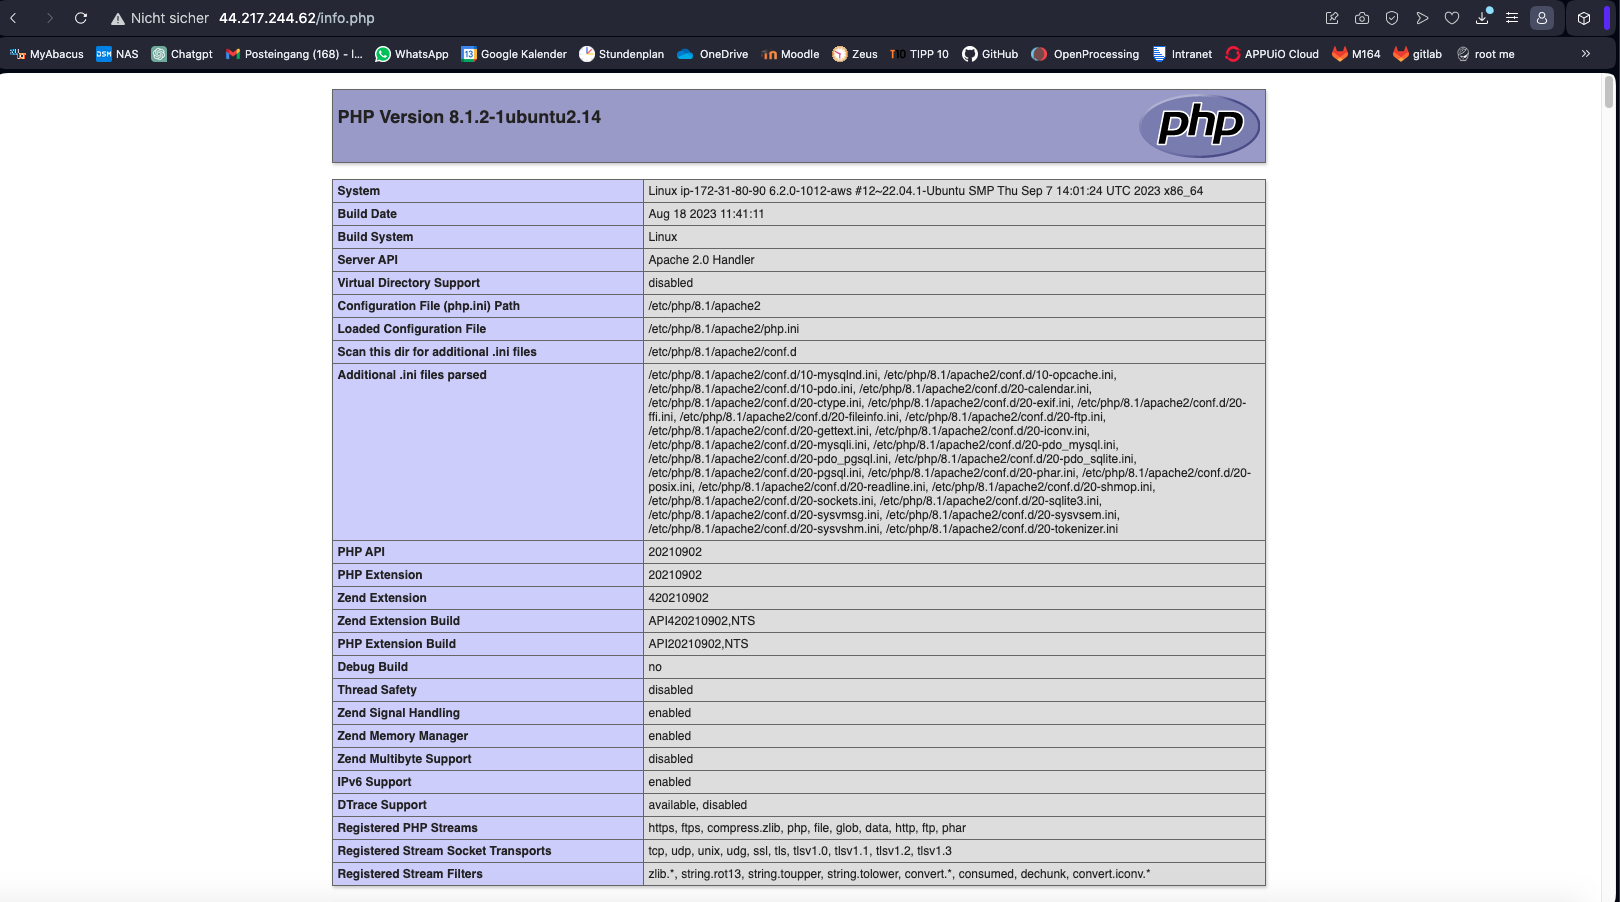 Nicht sicher 44.217.244.62/info.php
MyAbacus DSM NAS Chatgpt Posteingang (168) - I... WhatsApp 13 Google Kalender Stundenplan OneDrive Moodle Zeus T10 TIPP 10 GitHub OpenProcessing Intranet APPUiO Cloud M164 gitlab root me »
PHP Version 8.1.2-1ubuntu2.14 php
System Linux ip-172-31-80-90 6.2.0-1012-aws #12~22.04.1-Ubuntu SMP Thu Sep 7 14:01:24 UTC 2023 x86_64
Build Date Aug 18 2023 11:41:11
Build System Linux
Server API Apache 2.0 Handler
Virtual Directory Support disabled
Configuration File (php.ini) Path /etc/php/8.1/apache2
Loaded Configuration File /etc/php/8.1/apache2/php.ini
Scan this dir for additional .ini files /etc/php/8.1/apache2/conf.d
Additional .ini files parsed /etc/php/8.1/apache2/conf.d/10-mysqlnd.ini, /etc/php/8.1/apache2/conf.d/10-opcache.ini,
/etc/php/8.1/apache2/conf.d/10-pdo.ini, /etc/php/8.1/apache2/conf.d/20-calendar.ini,
/etc/php/8.1/apache2/conf.d/20-ctype.ini, /etc/php/8.1/apache2/conf.d/20-exif.ini, /etc/php/8.1/apache2/conf.d/20-
ffi.ini, /etc/php/8.1/apache2/conf.d/20-fileinfo.ini, /etc/php/8.1/apache2/conf.d/20-ftp.ini,
/etc/php/8.1/apache2/conf.d/20-gettext.ini, /etc/php/8.1/apache2/conf.d/20-iconv.ini,
/etc/php/8.1/apache2/conf.d/20-mysqli.ini, /etc/php/8.1/apache2/conf.d/20-pdo_mysql.ini,
/etc/php/8.1/apache2/conf.d/20-pdo_pgsql.ini, /etc/php/8.1/apache2/conf.d/20-pdo_sqlite.ini,
/etc/php/8.1/apache2/conf.d/20-pgsql.ini, /etc/php/8.1/apache2/conf.d/20-phar.ini, /etc/php/8.1/apache2/conf.d/20-
posix.ini, /etc/php/8.1/apache2/conf.d/20-readline.ini, /etc/php/8.1/apache2/conf.d/20-shmop.ini,
/etc/php/8.1/apache2/conf.d/20-sockets.ini, /etc/php/8.1/apache2/conf.d/20-sqlite3.ini,
/etc/php/8.1/apache2/conf.d/20-sysvmsg.ini, /etc/php/8.1/apache2/conf.d/20-sysvsem.ini,
/etc/php/8.1/apache2/conf.d/20-sysvshm.ini, /etc/php/8.1/apache2/conf.d/20-tokenizer.ini
PHP API 20210902
PHP Extension 20210902
Zend Extension 420210902
Zend Extension Build API420210902,NTS
PHP Extension Build API20210902,NTS
Debug Build no
Thread Safety disabled
Zend Signal Handling enabled
Zend Memory Manager enabled
Zend Multibyte Support disabled
IPv6 Support enabled
DTrace Support available, disabled
Registered PHP Streams https, ftps, compress.zlib, php, file, glob, data, http, ftp, phar
Registered Stream Socket Transports tcp, udp, unix, udg, ssl, tls, tlsv1.0, tlsv1.1, tlsv1.2, tlsv1.3
Registered Stream Filters zlib.*, string.rot13, string.toupper, string.tolower, convert.*, consumed, dechunk, convert.iconv.*